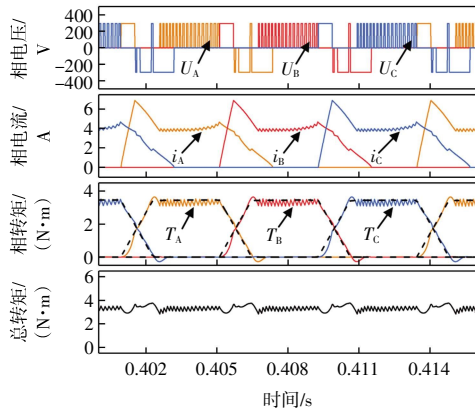 相电压/
V
400
200
0
−200
−400
U_A
U_B
U_C
相电流/
A
6
4
2
0
i_A
i_B
i_C
相转矩/
(N·m)
4
2
0
T_A
T_B
T_C
总转矩/
(N·m)
6
4
2
0
0.402
0.405
0.408
0.411
0.414
时间/s